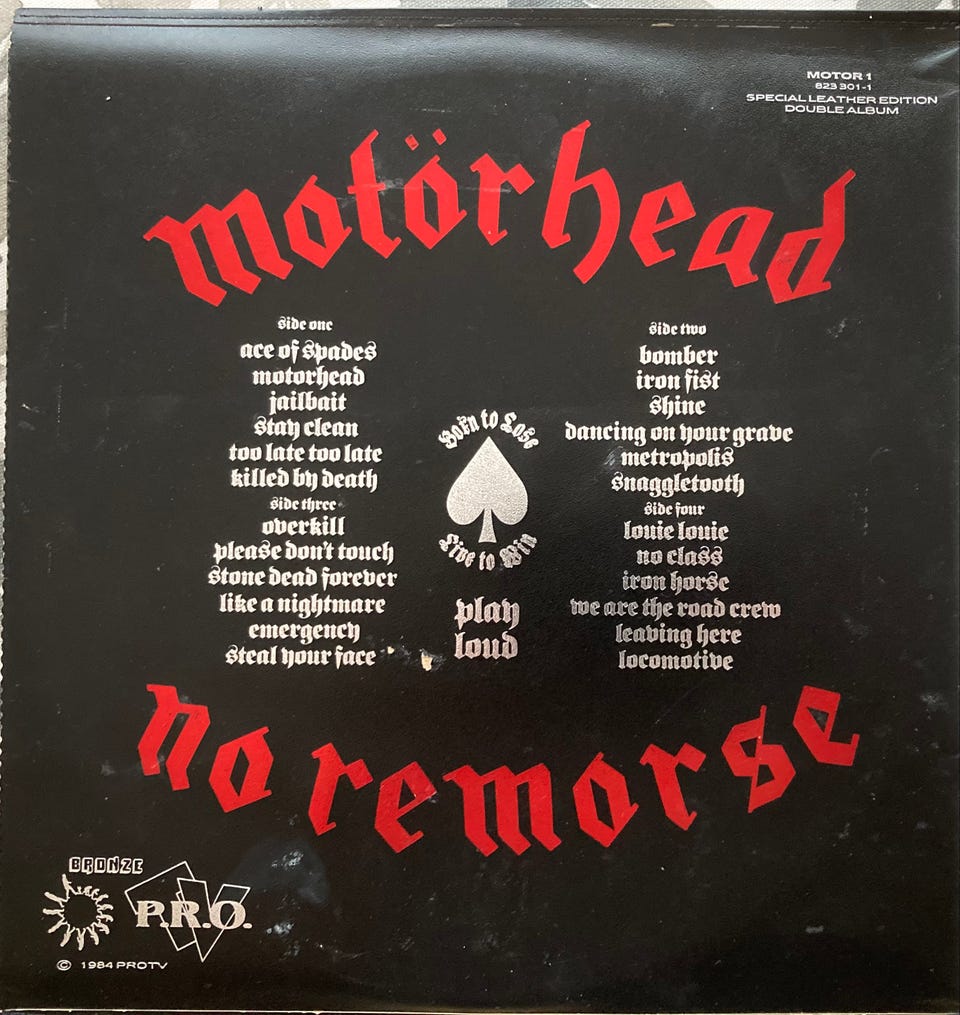 MOTOR 1
823 301-1
SPECIAL LEATHER EDITION
DOUBLE ALBUM
motörhead
side one
ace of spades
motorhead
jailbait
stay clean
too late too late
killed by death
side two
bomber
iron fist
shine
dancing on your grave
metropolis
snaggletooth
side three
overkill
please don't touch
stone dead forever
like a nightmare
emergency
steal your face
side four
louie louie
no class
iron horse
we are the road crew
leaving here
locomotive
Born to Lose
Live to Win
play
loud
no remorse
BRONZE
P.R.O.
© 1984 PROTV